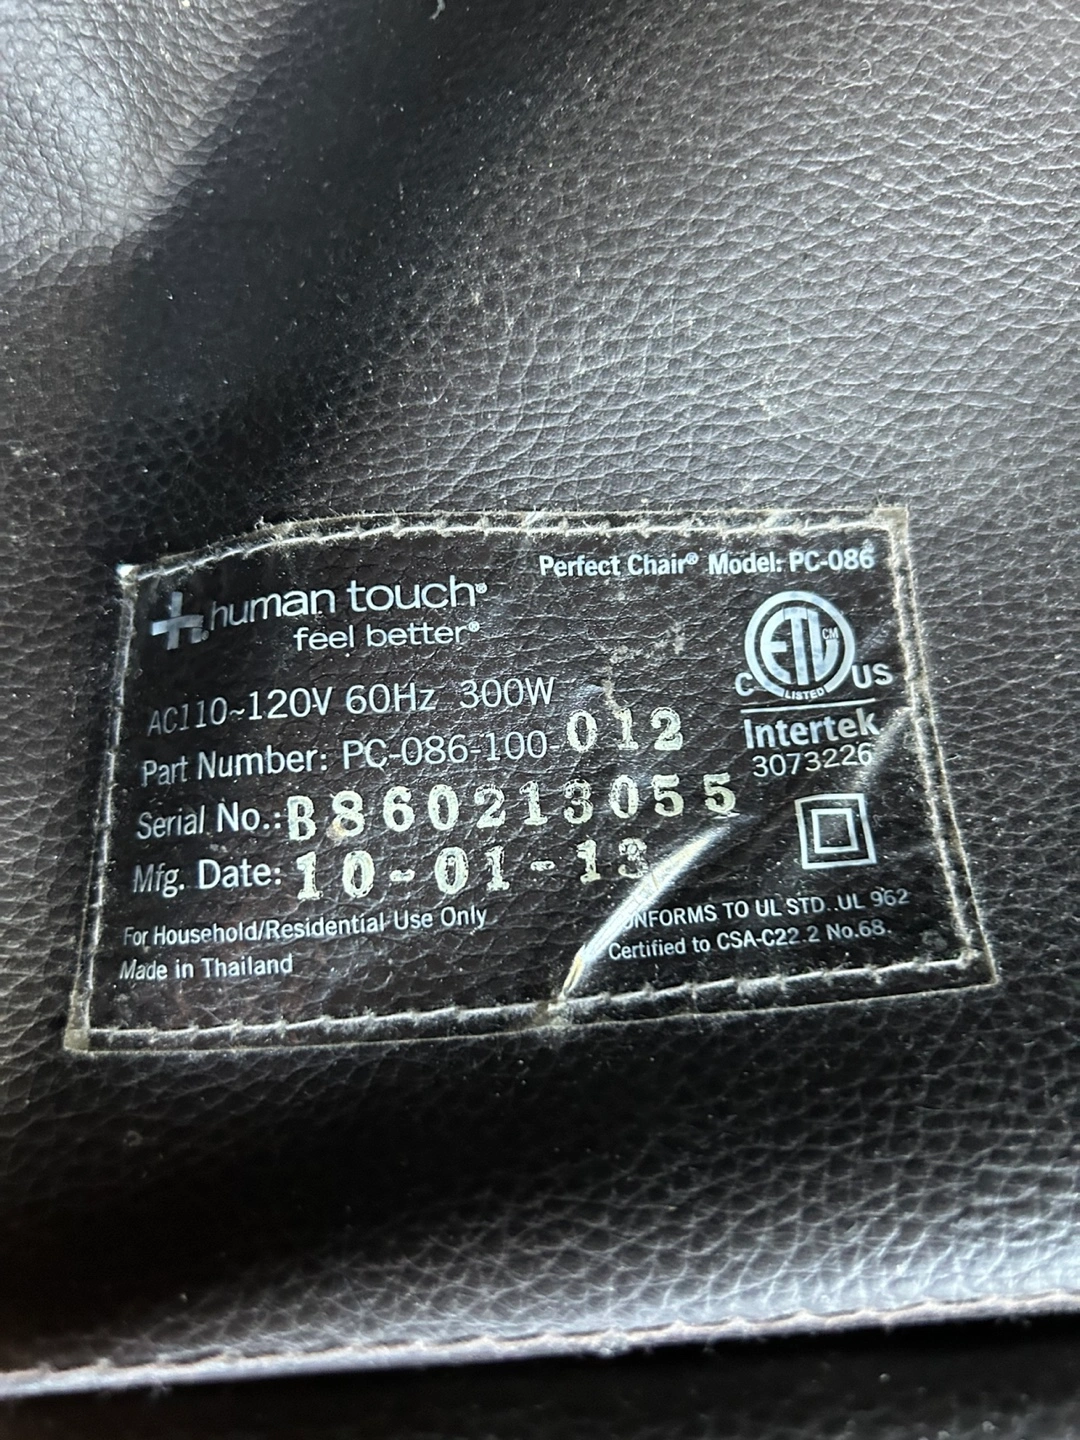 Perfect Chair® Model: PC-086
human touch®
feel better®
ETL CM
LISTED
C US
Intertek
3073226
AC110~120V 60Hz 300W
Part Number: PC-086-100-012
Serial No.:B860213055
Mfg. Date: 10-01-13
For Household/Residential Use Only
Made in Thailand
CONFORMS TO UL STD..UL 962
Certified to CSA-C22.2 No.68.